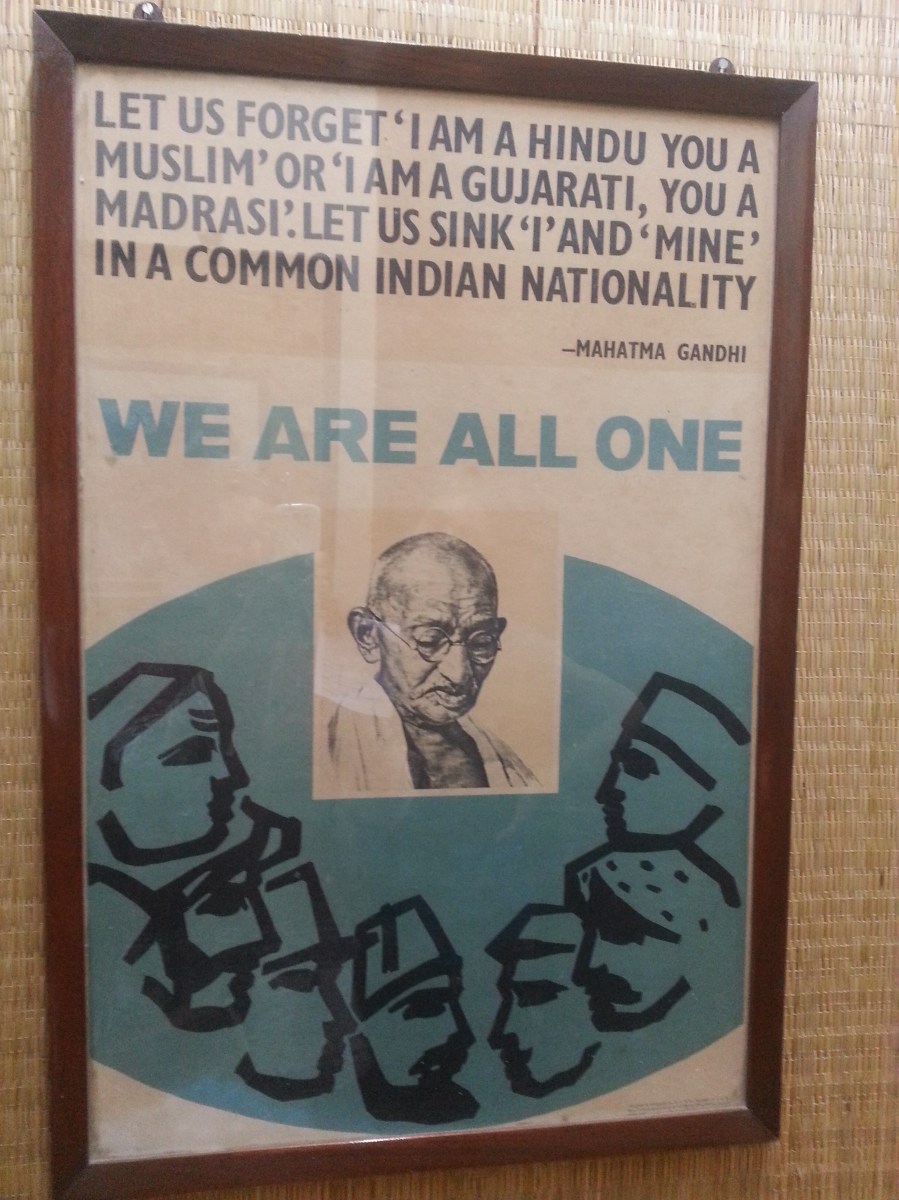 LET US FORGET ‘I AM A HINDU YOU A
MUSLIM’ OR ‘I AM A GUJARATI, YOU A
MADRASI’. LET US SINK ‘I’ AND ‘MINE’
IN A COMMON INDIAN NATIONALITY
–MAHATMA GANDHI
WE ARE ALL ONE